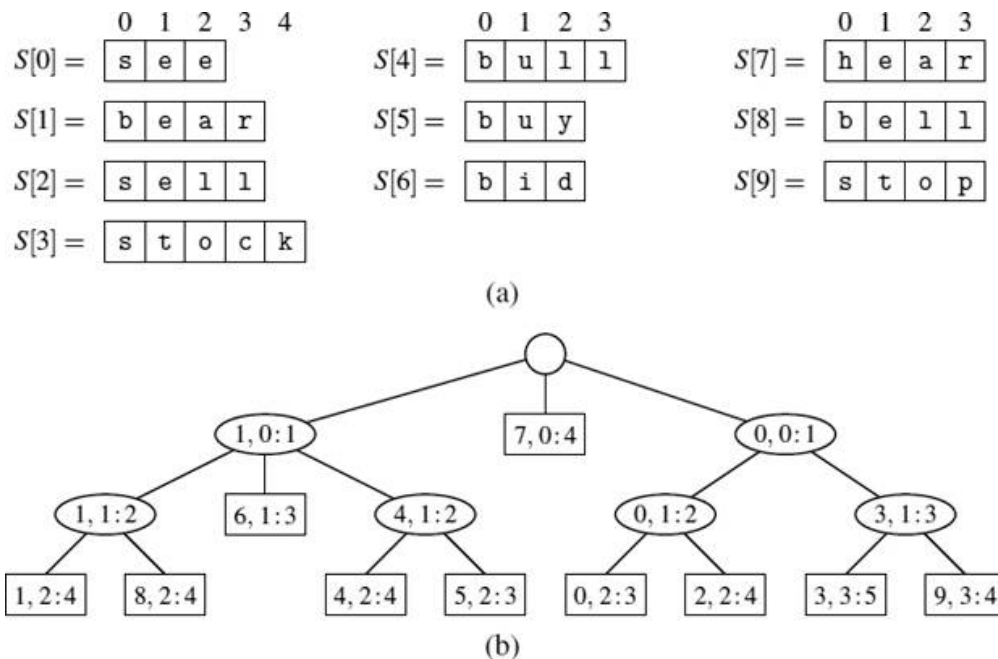 0 1 2 3 4 0 1 2 3 0 1 2 3
S[0] = s e e S[4] = b u l l S[7] = h e a r
S[1] = b e a r S[5] = b u y S[8] = b e l l
S[2] = s e l l S[6] = b i d S[9] = s t o p
S[3] = s t o c k
(a)
1, 0:1 7, 0:4 0, 0:1
1, 1:2 6, 1:3 4, 1:2 0, 1:2 3, 1:3
1, 2:4 8, 2:4 4, 2:4 5, 2:3 0, 2:3 2, 2:4 3, 3:5 9, 3:4
(b)